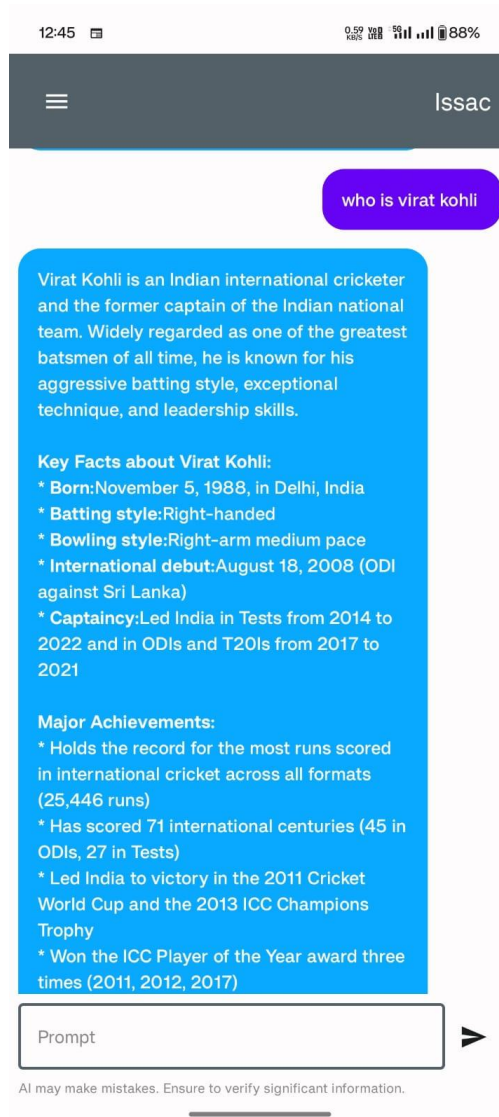 12:45
0.59 KB/S Vo9 LTE 5G 88%
Issac
who is virat kohli
Virat Kohli is an Indian international cricketer
and the former captain of the Indian national
team. Widely regarded as one of the greatest
batsmen of all time, he is known for his
aggressive batting style, exceptional
technique, and leadership skills.
Key Facts about Virat Kohli:
* Born:November 5, 1988, in Delhi, India
* Batting style:Right-handed
* Bowling style:Right-arm medium pace
* International debut:August 18, 2008 (ODI
against Sri Lanka)
* Captaincy:Led India in Tests from 2014 to
2022 and in ODIs and T20Is from 2017 to
2021
Major Achievements:
* Holds the record for the most runs scored
in international cricket across all formats
(25,446 runs)
* Has scored 71 international centuries (45 in
ODIs, 27 in Tests)
* Led India to victory in the 2011 Cricket
World Cup and the 2013 ICC Champions
Trophy
* Won the ICC Player of the Year award three
times (2011, 2012, 2017)
Prompt
AI may make mistakes. Ensure to verify significant information.